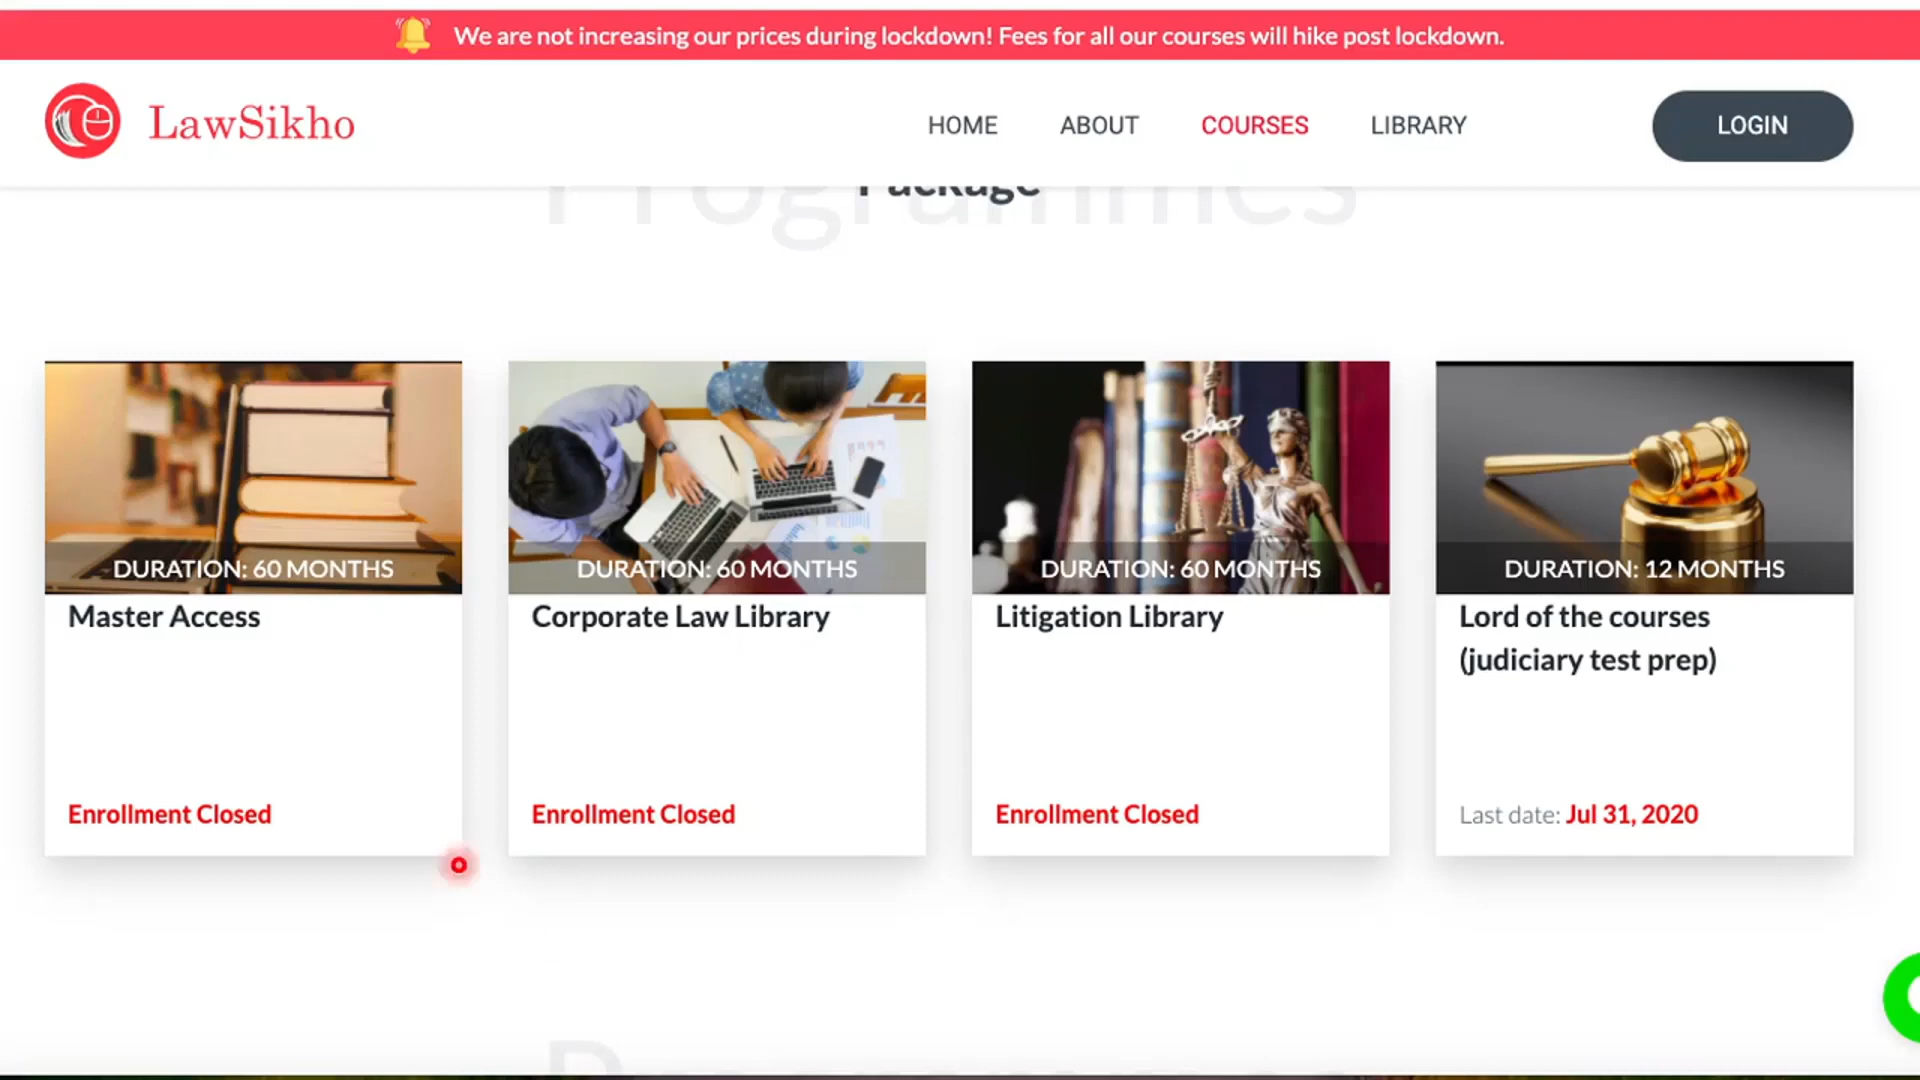 We are not increasing our prices during lockdown! Fees for all our courses will hike post lockdown.
LawSikho
HOME ABOUT COURSES LIBRARY LOGIN
Programmes
Package
DURATION: 60 MONTHS
Master Access
Enrollment Closed
DURATION: 60 MONTHS
Corporate Law Library
Enrollment Closed
DURATION: 60 MONTHS
Litigation Library
Enrollment Closed
DURATION: 12 MONTHS
Lord of the courses
(judiciary test prep)
Last date: Jul 31, 2020